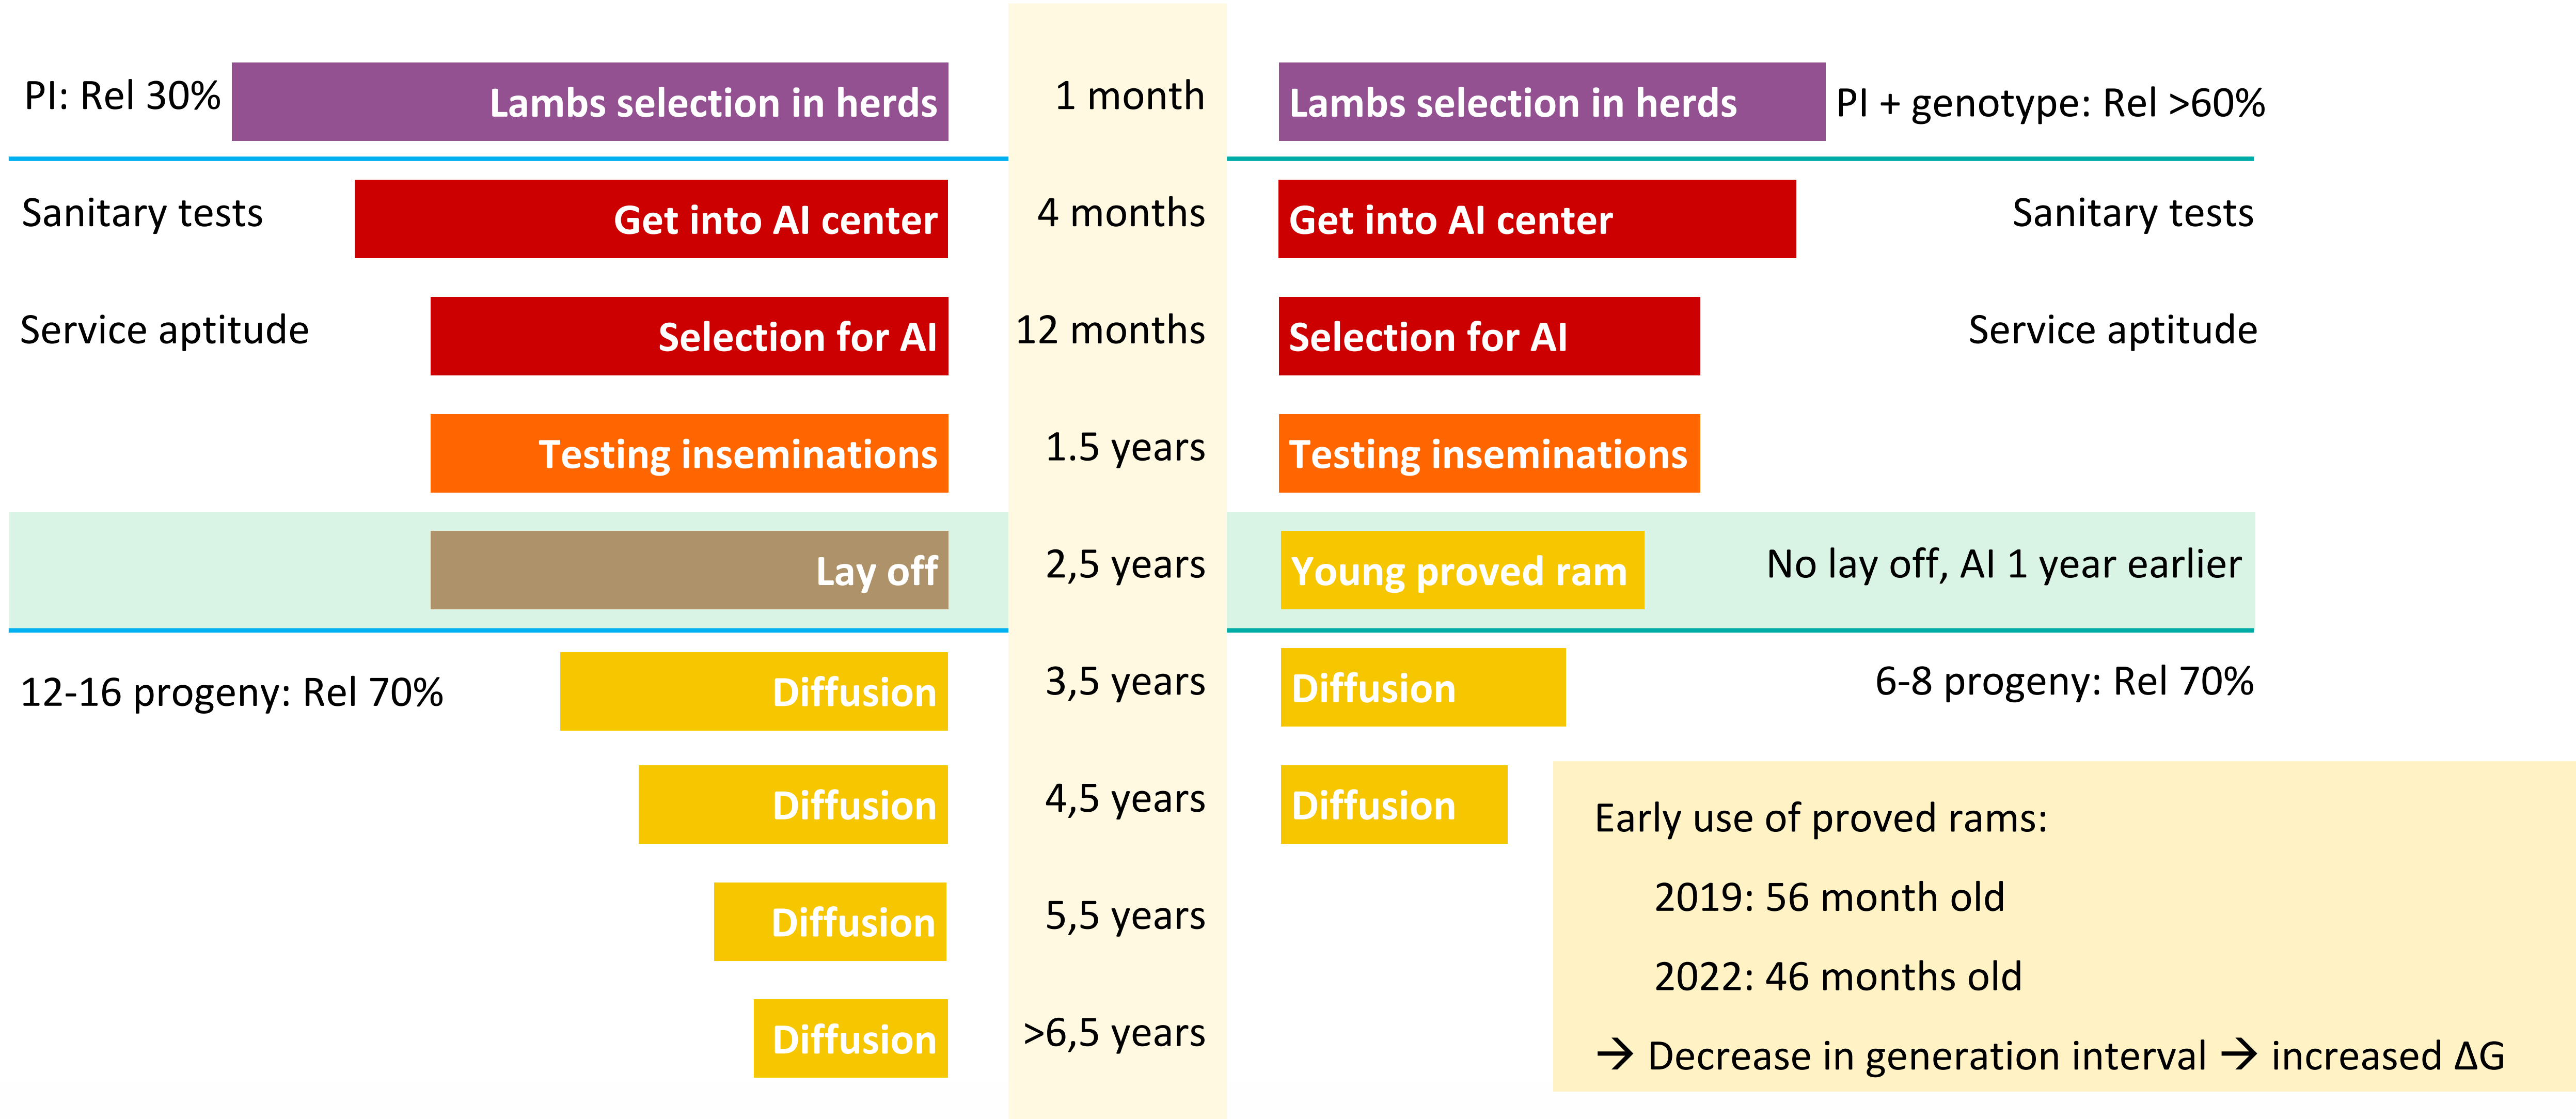 PI: Rel 30% Lambs selection in herds 1 month Lambs selection in herds PI + genotype: Rel >60%
Sanitary tests Get into AI center 4 months Get into AI center Sanitary tests
Service aptitude Selection for AI 12 months Selection for AI Service aptitude
Testing inseminations 1.5 years Testing inseminations
Lay off 2,5 years Young proved ram No lay off, AI 1 year earlier
12-16 progeny: Rel 70% Diffusion 3,5 years Diffusion 6-8 progeny: Rel 70%
Diffusion 4,5 years Diffusion
Diffusion 5,5 years
Diffusion >6,5 years
Early use of proved rams:
2019: 56 month old
2022: 46 months old
→ Decrease in generation interval → increased ΔG